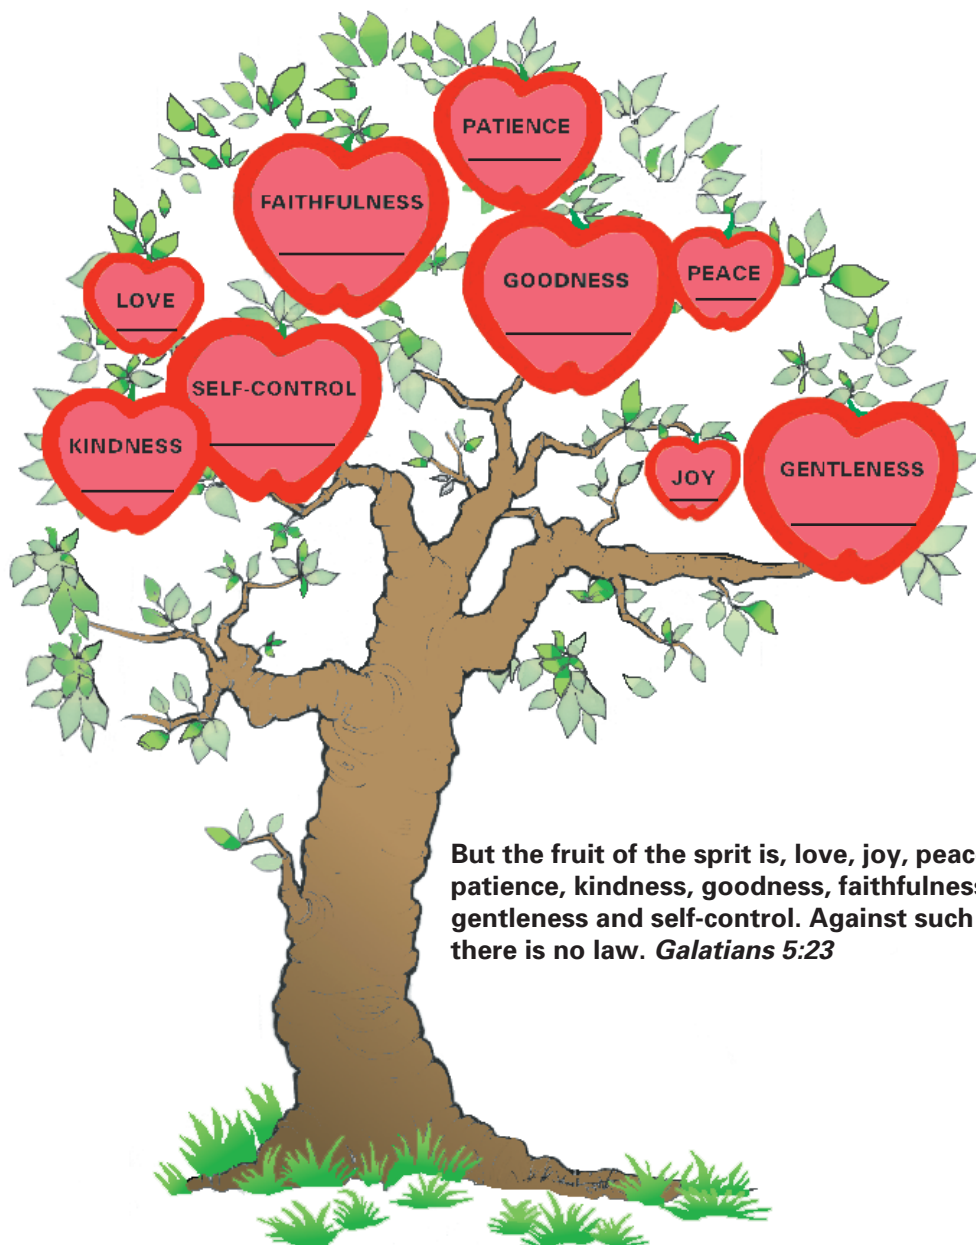 PATIENCE
FAITHFULNESS
GOODNESS
PEACE
LOVE
SELF-CONTROL
KINDNESS
JOY
GENTLENESS
But the fruit of the sprit is, love, joy, peac
patience, kindness, goodness, faithfulness
gentleness and self-control. Against such
there is no law. Galatians 5:23